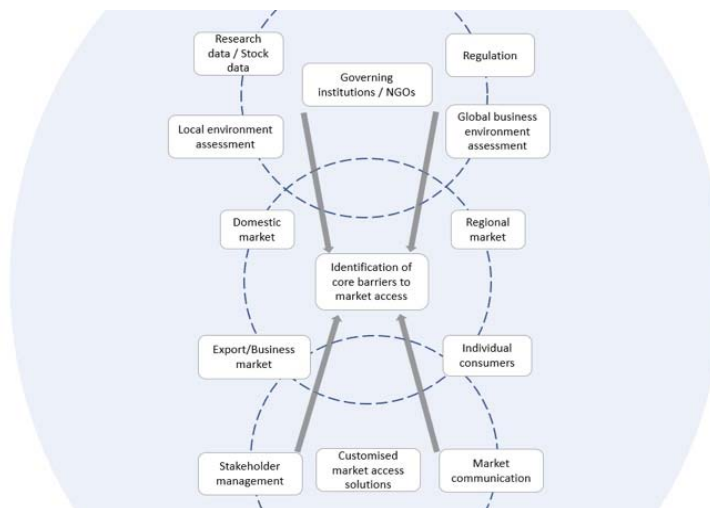 Research
data / Stock
data
Regulation
Governing
institutions / NGOs
Local environment
assessment
Global business
environment
assessment
Domestic
market
Regional
market
Identification of
core barriers to
market access
Export/Business
market
Individual
consumers
Stakeholder
management
Customised
market access
solutions
Market
communication